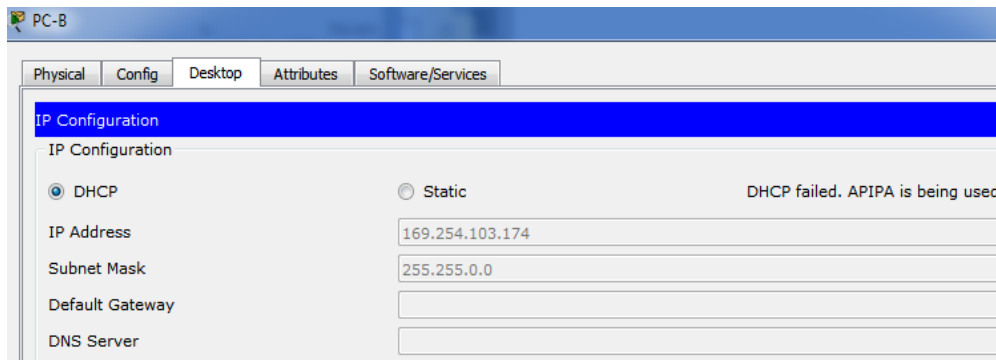 PC-B
Physical Config Desktop Attributes Software/Services
IP Configuration
IP Configuration
DHCP Static DHCP failed. APIPA is being used
IP Address 169.254.103.174
Subnet Mask 255.255.0.0
Default Gateway
DNS Server